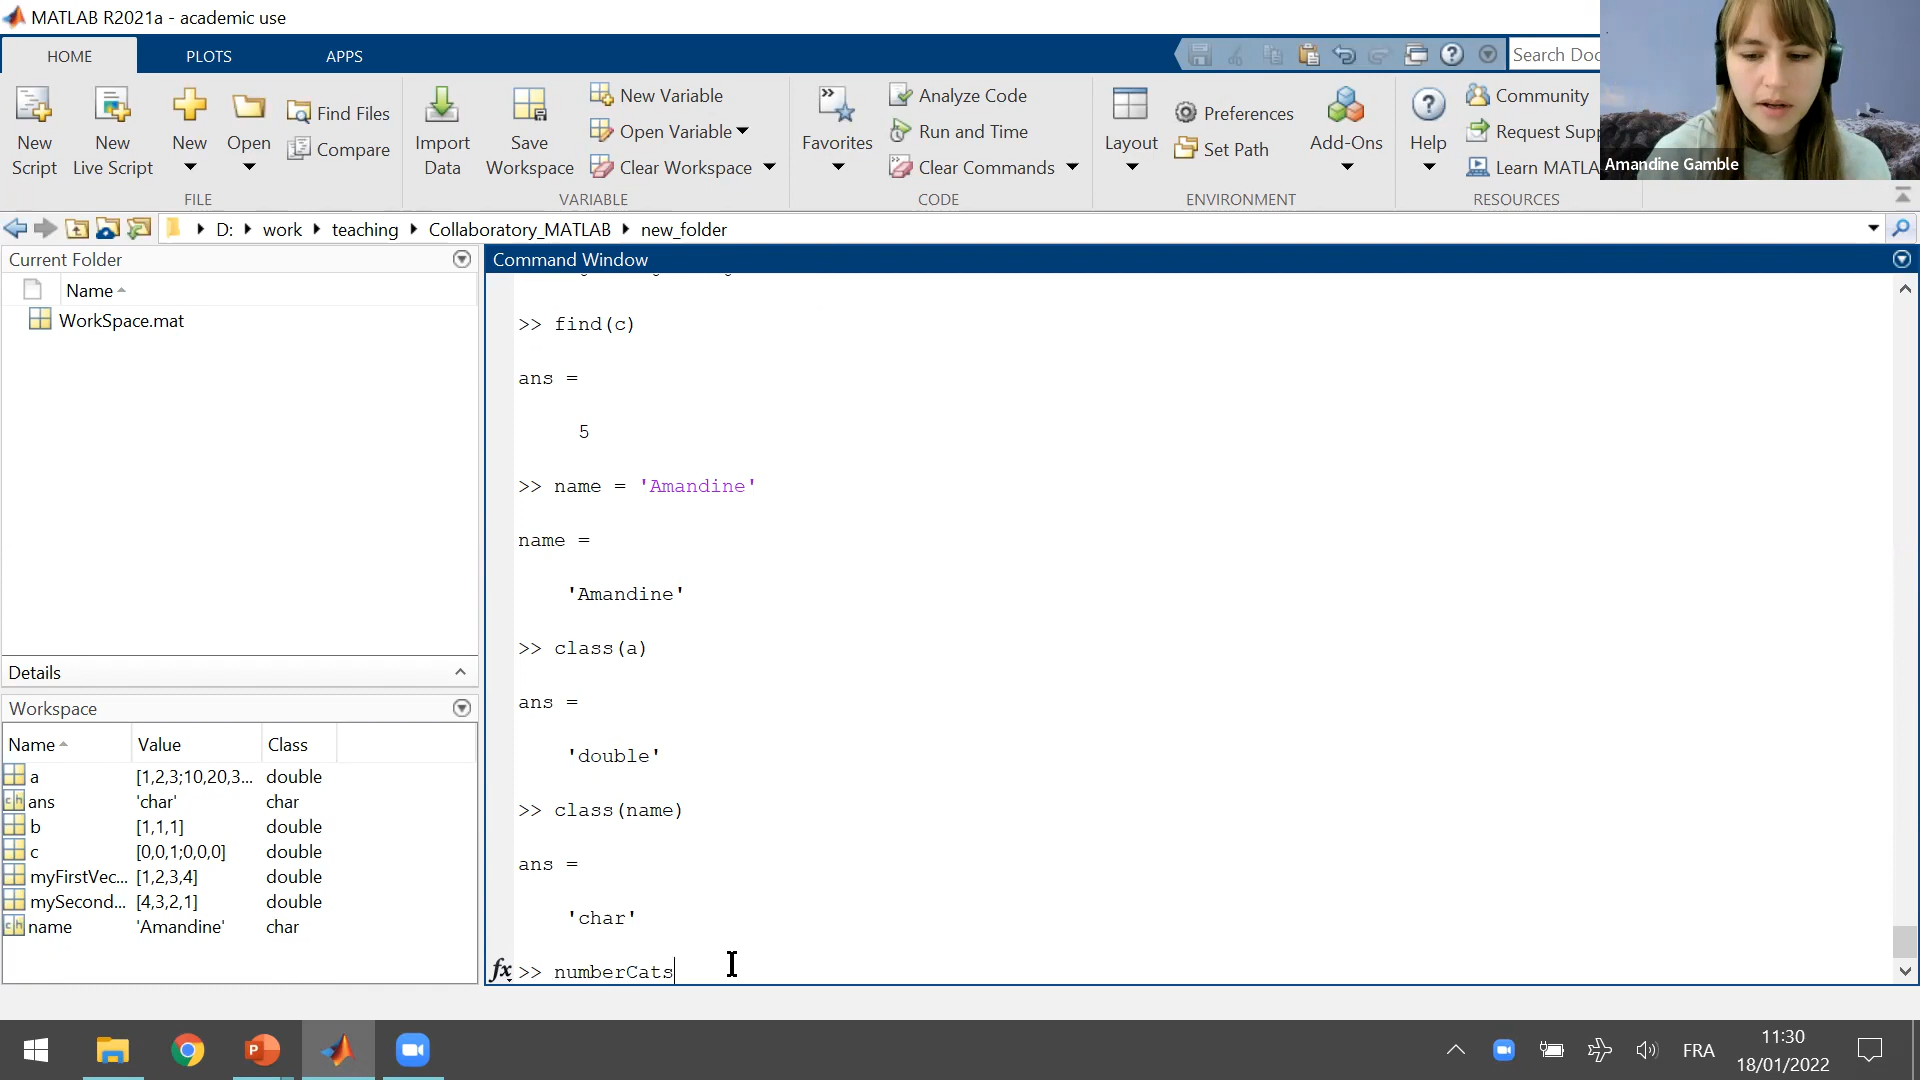 MATLAB R2021a - academic use
HOME PLOTS APPS
Search Doc
New Script
New Live Script
New
Open
Find Files
Compare
FILE
Import Data
Save Workspace
New Variable
Open Variable
Clear Workspace
VARIABLE
Favorites
Analyze Code
Run and Time
Clear Commands
CODE
Layout
Preferences
Set Path
Add-Ons
ENVIRONMENT
Help
Community
Request Supp
Learn MATLA
RESOURCES
Amandine Gamble
D: work teaching Collaboratory_MATLAB new_folder
Current Folder
Name
WorkSpace.mat
Details
Workspace
Name Value Class
a [1,2,3;10,20,3... double
ans 'char' char
b [1,1,1] double
c [0,0,1;0,0,0] double
myFirstVec... [1,2,3,4] double
mySecond... [4,3,2,1] double
name 'Amandine' char
Command Window
>> find(c)
ans =
5
>> name = 'Amandine'
name =
'Amandine'
>> class(a)
ans =
'double'
>> class(name)
ans =
'char'
fx >> numberCats
FRA
11:30
18/01/2022